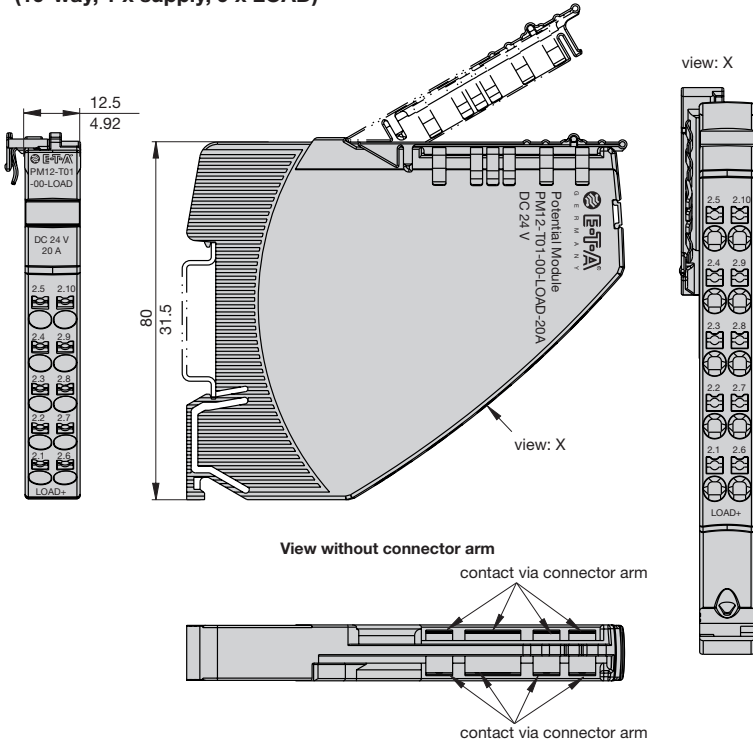 (10-way, 1 x supply, 9 x LOAD)
view: X
12.5
4.92
E-T-A
PM12-T01
-00-LOAD
DC 24 V
20 A
2.5 2.10
2.4 2.9
2.3 2.8
2.2 2.7
2.1 2.6
LOAD+
80
31.5
E-T-A®
GERMANY
Potential Module
PM12-T01-00-LOAD-20A
DC 24 V
view: X
2.5 2.10
2.4 2.9
2.3 2.8
2.2 2.7
2.1 2.6
LOAD+
View without connector arm
contact via connector arm
contact via connector arm